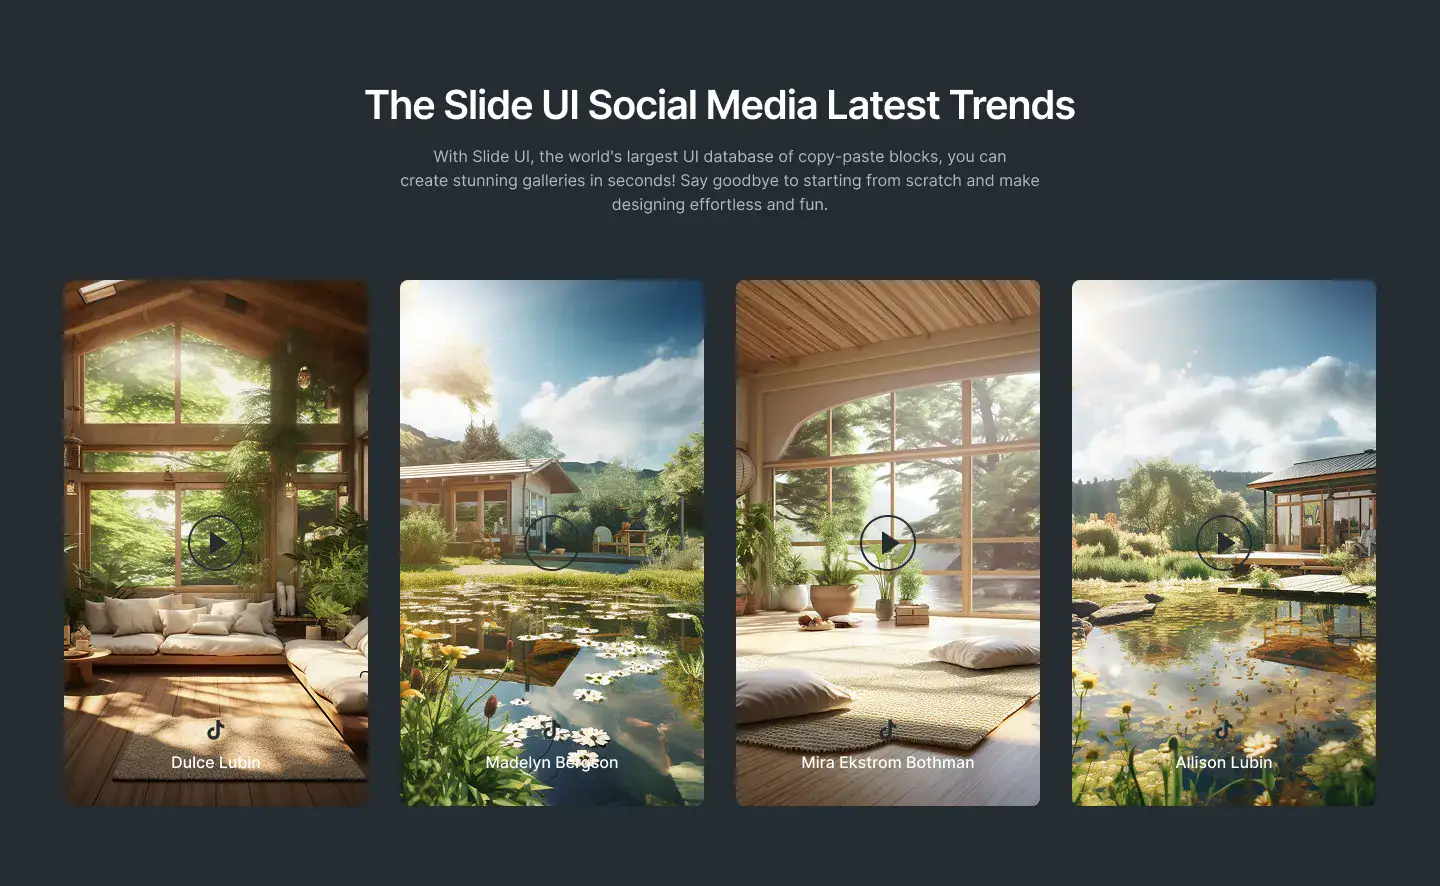 The Slide UI Social Media Latest Trends
With Slide UI, the world's largest UI database of copy-paste blocks, you can
create stunning galleries in seconds! Say goodbye to starting from scratch and make
designing effortless and fun.
Dulce Lubin
Madelyn Bergson
Mira Ekstrom Bothman
Allison Lubin